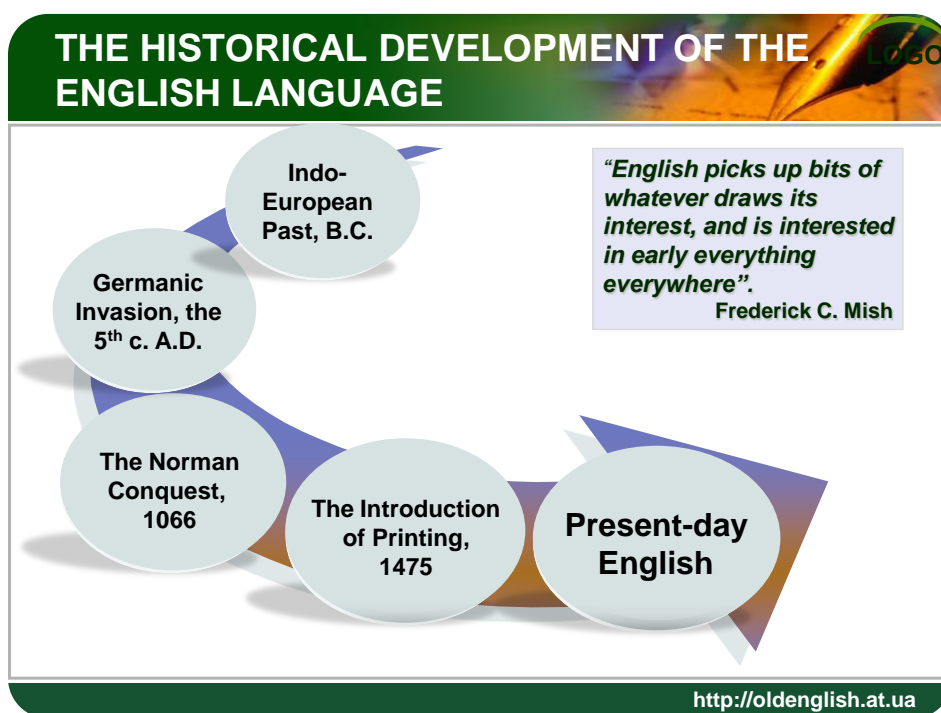 THE HISTORICAL DEVELOPMENT OF THE
ENGLISH LANGUAGE
LOGO
Indo-
European
Past, B.C.
"English picks up bits of
whatever draws its
interest, and is interested
in early everything
everywhere”.
Frederick C. Mish
Germanic
Invasion, the
5th c. A.D.
The Norman
Conquest,
1066
The Introduction
of Printing,
1475
Present-day
English
http://oldenglish.at.ua